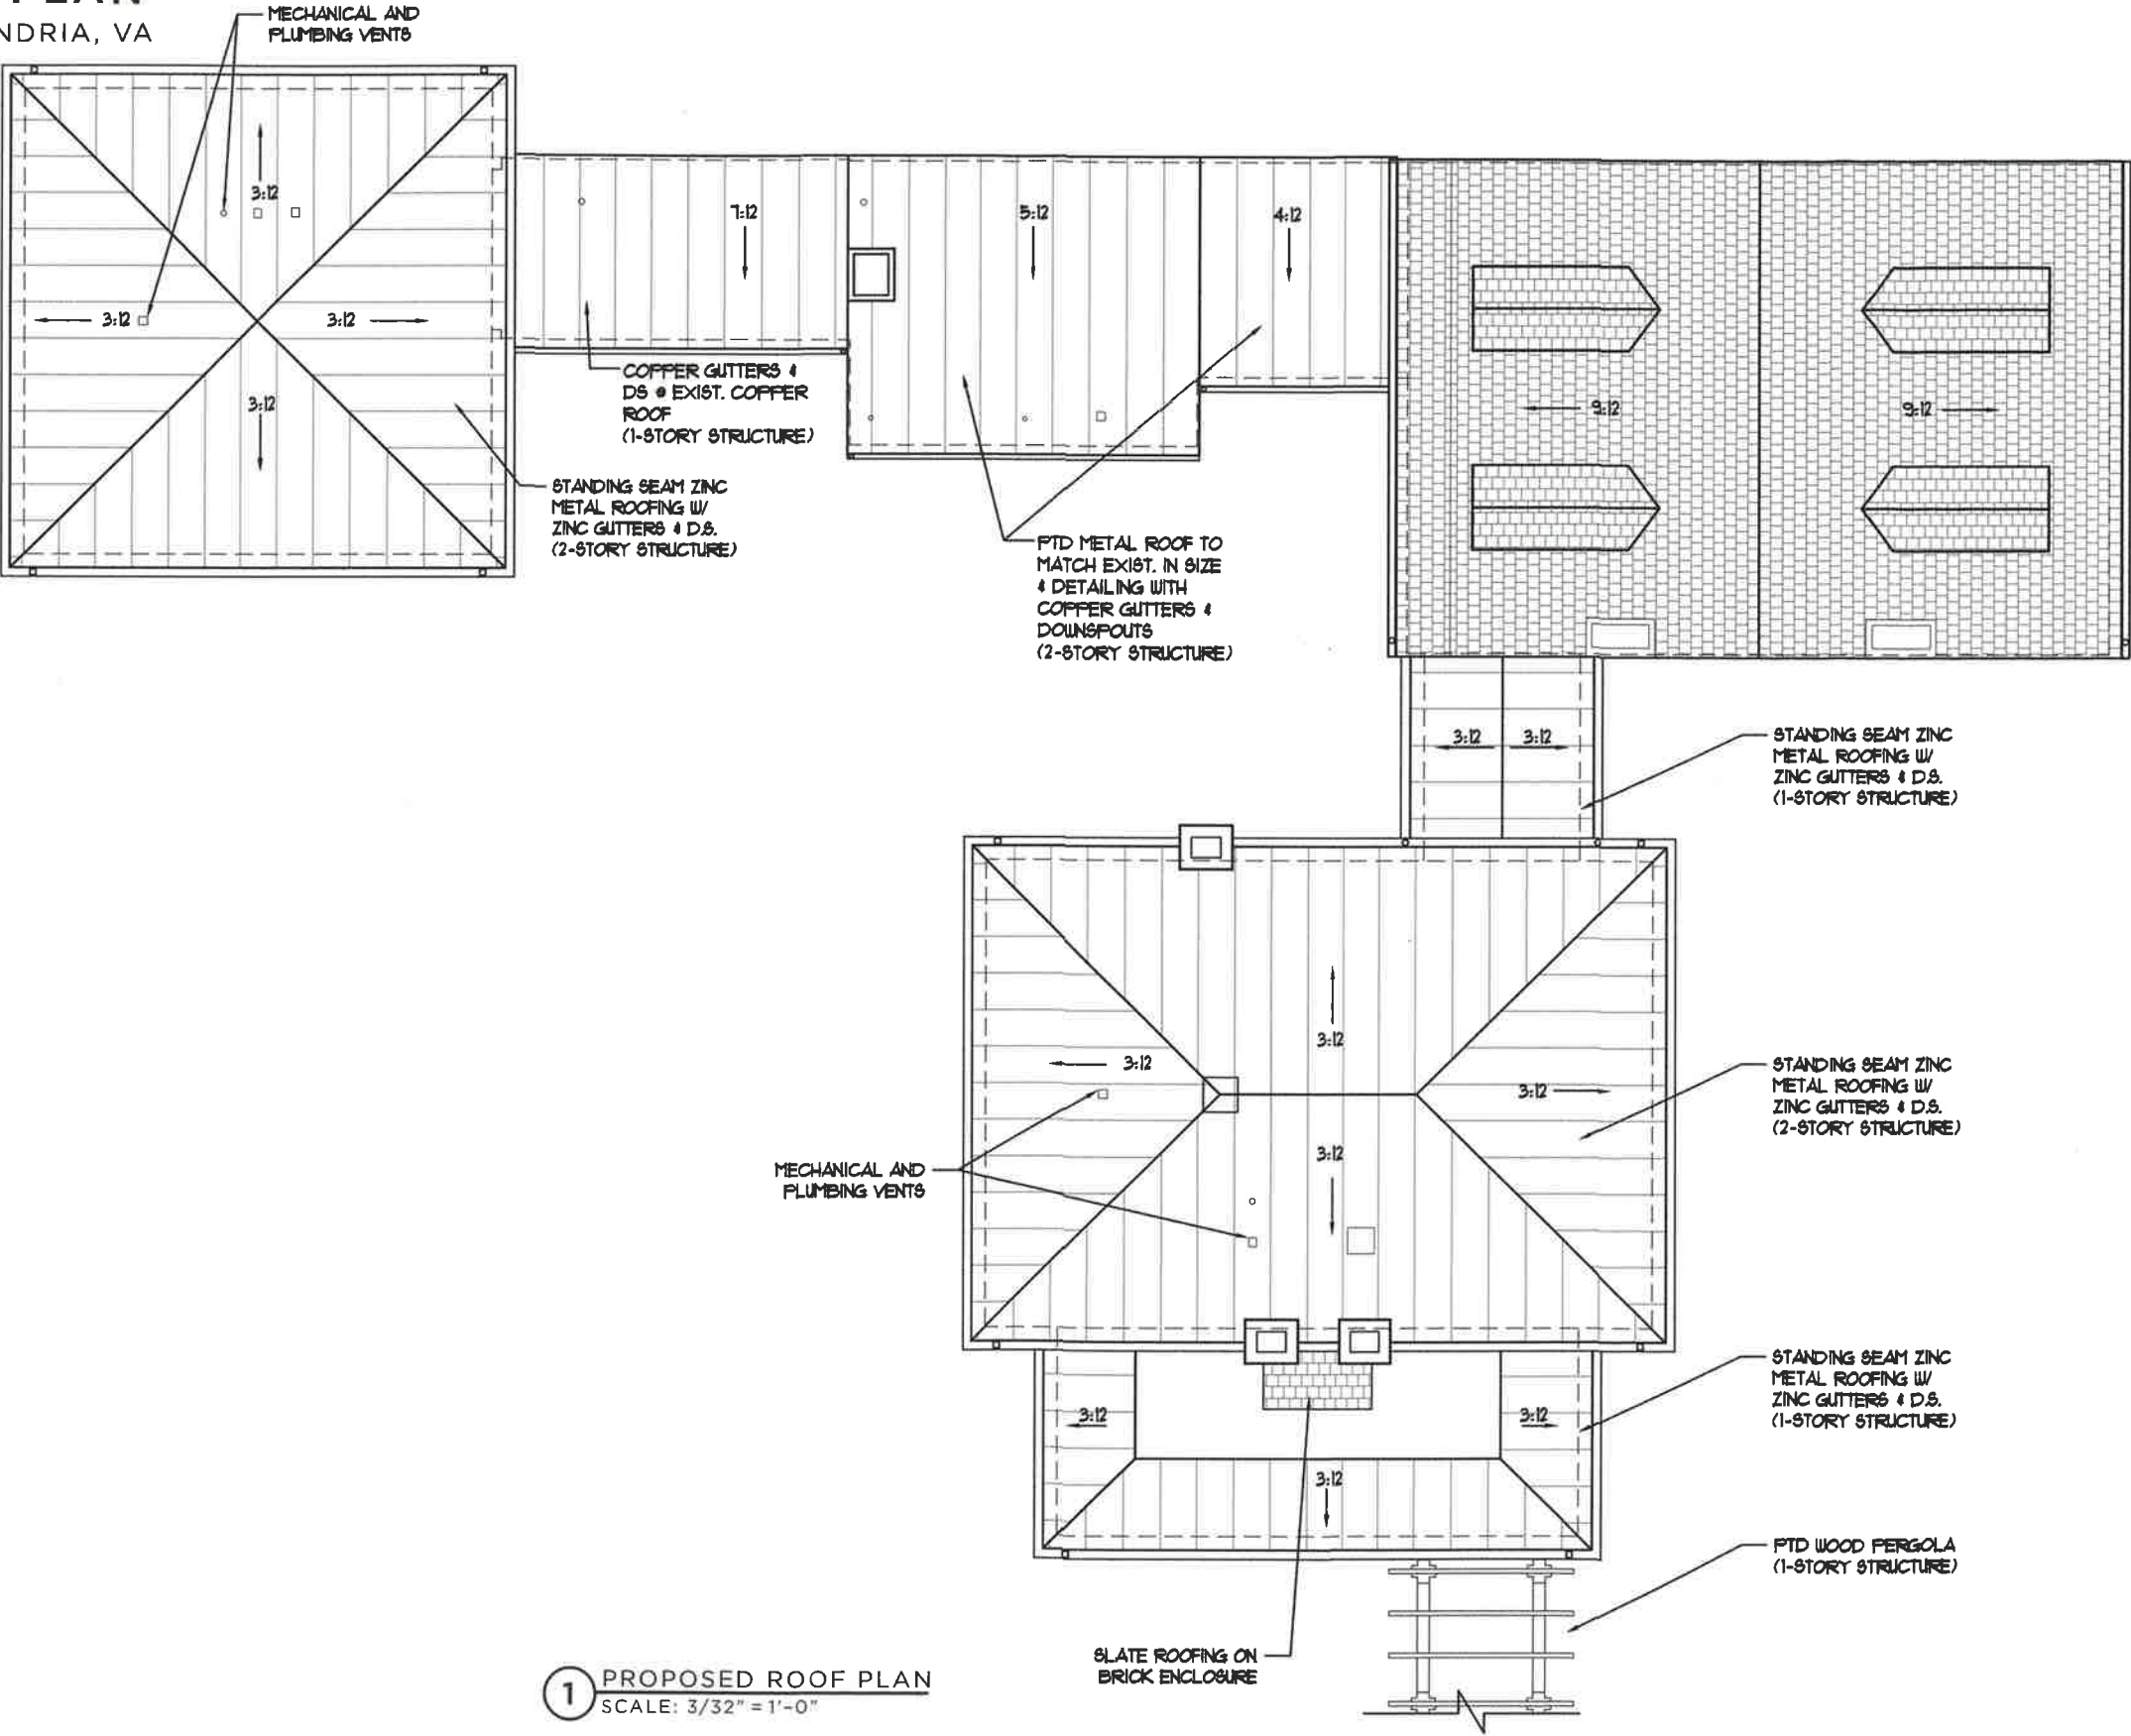 NDRIA, VA
MECHANICAL AND
PLUMBING VENTS
3:12
3:12
3:12
3:12
7:12
5:12
4:12
COPPER GUTTERS &
DS @ EXIST. COPPER
ROOF
(1-STORY STRUCTURE)
STANDING SEAM ZINC
METAL ROOFING W/
ZINC GUTTERS & D.S.
(2-STORY STRUCTURE)
PTD METAL ROOF TO
MATCH EXIST. IN SIZE
& DETAILING WITH
COPPER GUTTERS &
DOWNSPOUTS
(2-STORY STRUCTURE)
9:12
9:12
3:12
3:12
STANDING SEAM ZINC
METAL ROOFING W/
ZINC GUTTERS & D.S.
(1-STORY STRUCTURE)
3:12
3:12
3:12
3:12
STANDING SEAM ZINC
METAL ROOFING W/
ZINC GUTTERS & D.S.
(2-STORY STRUCTURE)
MECHANICAL AND
PLUMBING VENTS
3:12
3:12
3:12
STANDING SEAM ZINC
METAL ROOFING W/
ZINC GUTTERS & D.S.
(1-STORY STRUCTURE)
PTD WOOD PERGOLA
(1-STORY STRUCTURE)
SLATE ROOFING ON
BRICK ENCLOSURE
1 PROPOSED ROOF PLAN
SCALE: 3/32" = 1'-0"